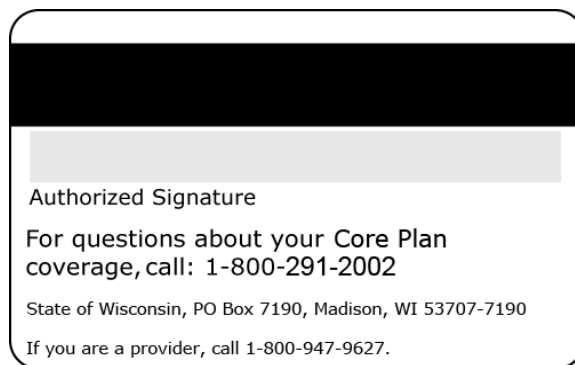 Authorized Signature
For questions about your Core Plan
coverage, call: 1-800-291-2002
State of Wisconsin, PO Box 7190, Madison, WI 53707-7190
If you are a provider, call 1-800-947-9627.